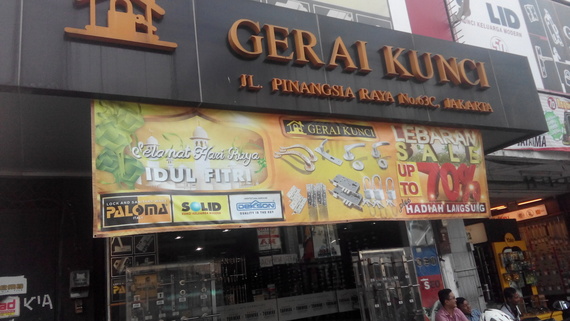 GERAI KUNCI
JL. PINANGSIA RAYA No.63C, JAKARTA
GERAI KUNCI
Selamat Hari Raya
IDUL FITRI
LEBARAN
SALE
UP TO
70%
HADIAH LANGSUNG
PALOMA
SOLID
DEKSON
LID